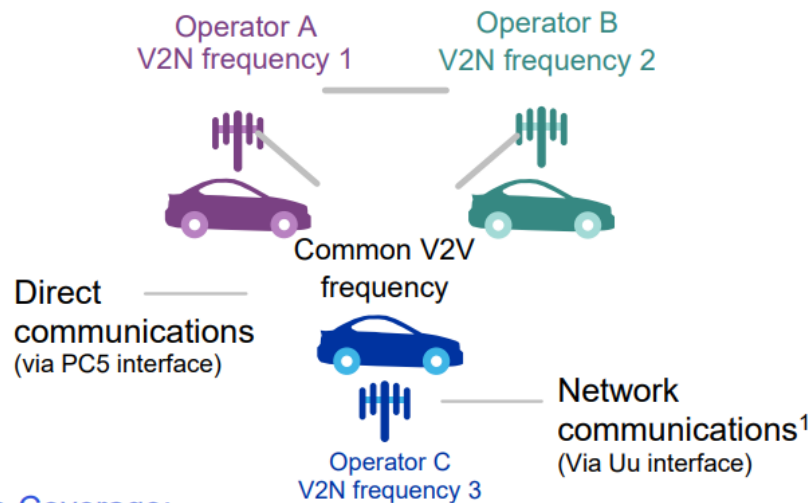 Operator A
V2N frequency 1
Operator B
V2N frequency 2
Common V2V
frequency
Direct
communications
(via PC5 interface)
Network
communications¹
(Via Uu interface)
Operator C
V2N frequency 3
Coverage: